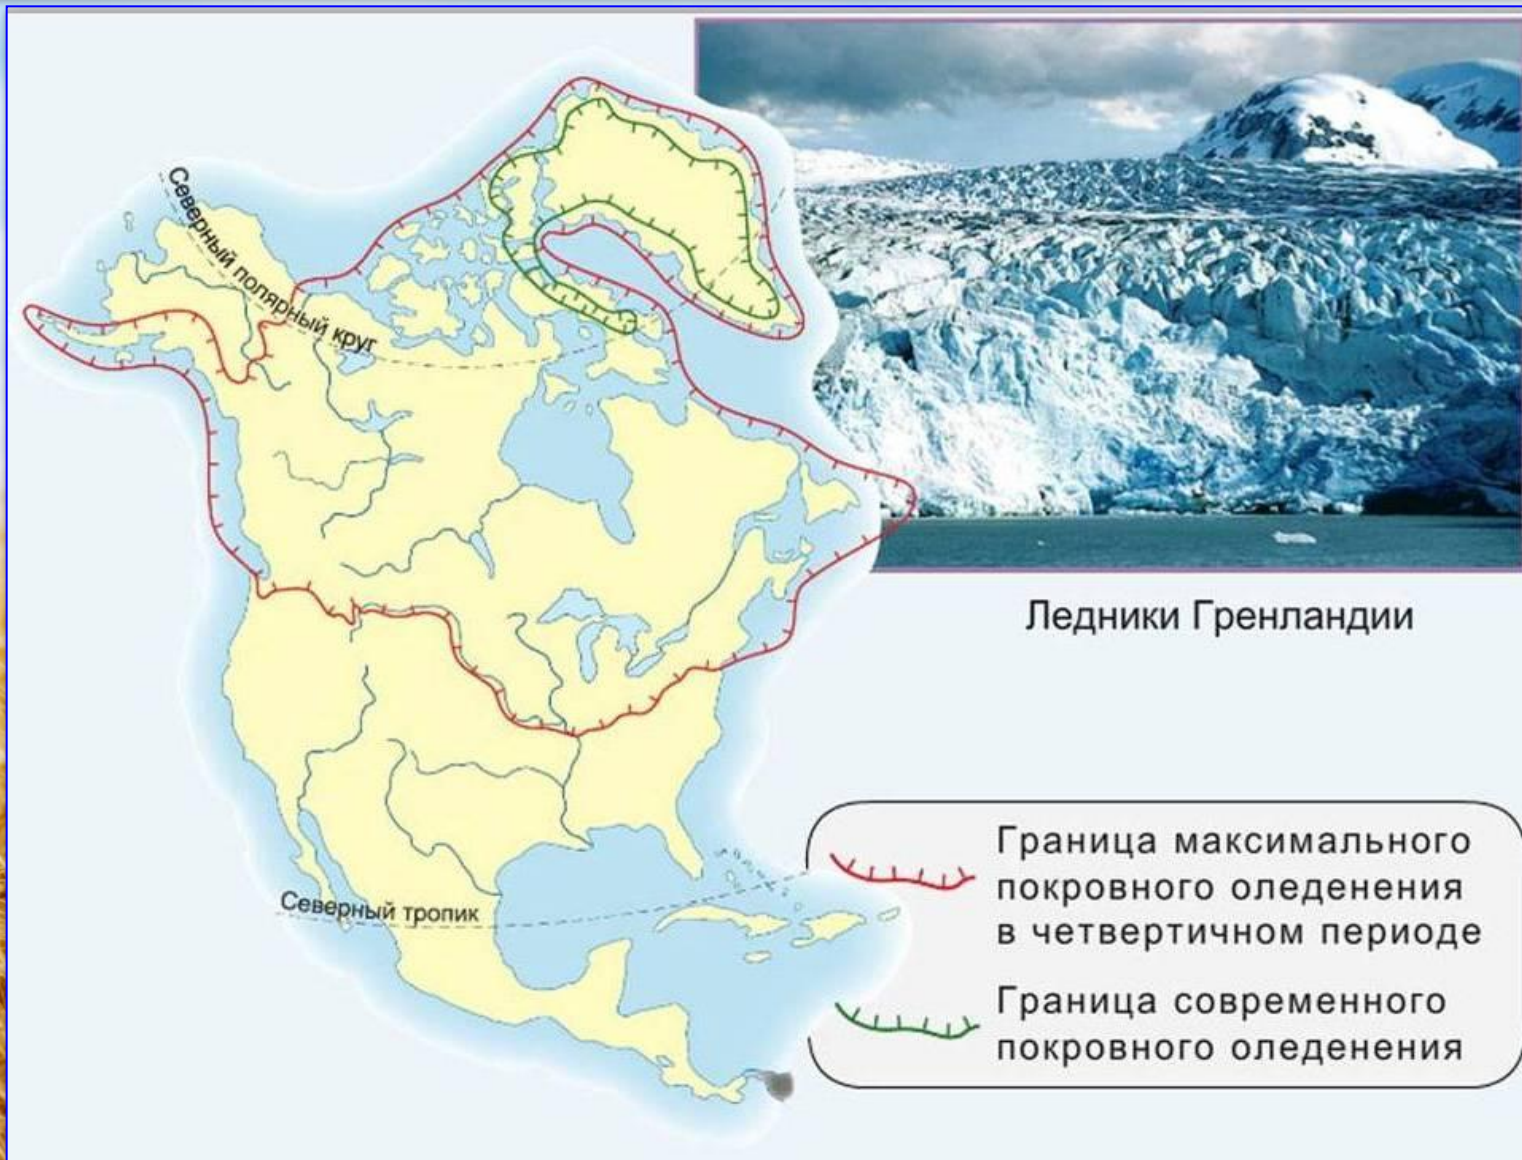 Северный полярный круг
Ледники Гренландии
Граница максимального
покровного оледенения
в четвертичном периоде
Северный тропик
Граница современного
покровного оледенения